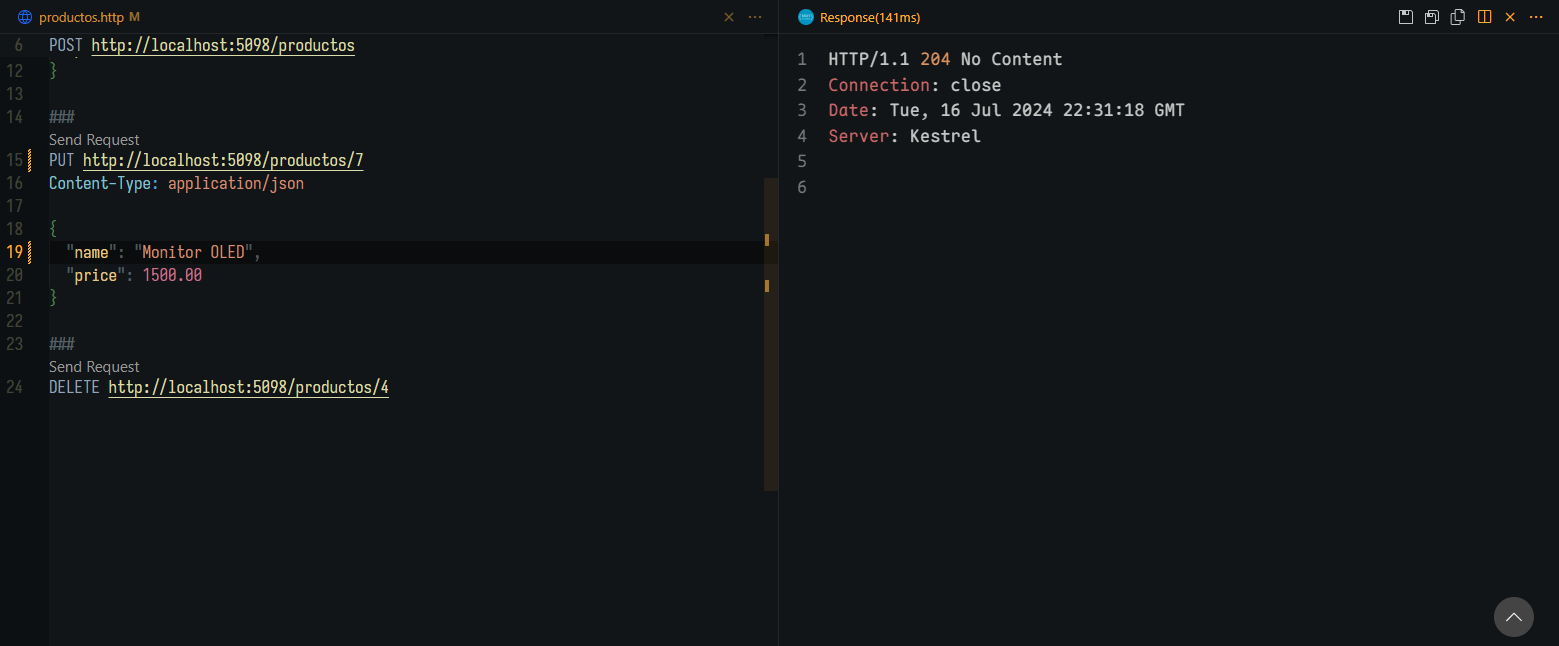 productos.http M
6 POST http://localhost:5098/productos
12 }
13
14 ###
Send Request
15 PUT http://localhost:5098/productos/7
16 Content-Type: application/json
17
18 {
19 "name": "Monitor OLED",
20 "price": 1500.00
21 }
22
23 ###
Send Request
24 DELETE http://localhost:5098/productos/4
Response(141ms)
1 HTTP/1.1 204 No Content
2 Connection: close
3 Date: Tue, 16 Jul 2024 22:31:18 GMT
4 Server: Kestrel
5
6